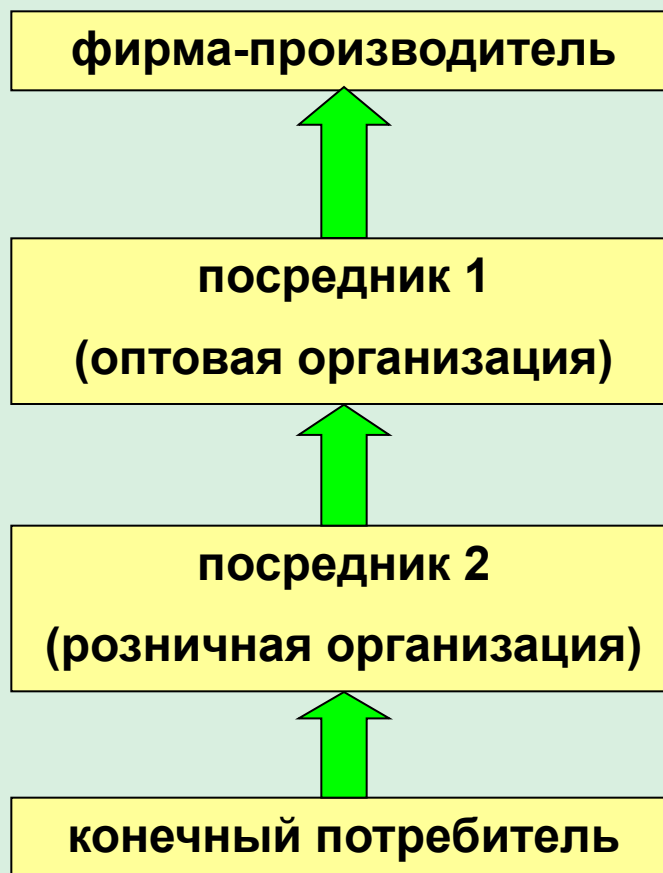 фирма-производитель
посредник 1
(оптовая организация)
посредник 2
(розничная организация)
конечный потребитель